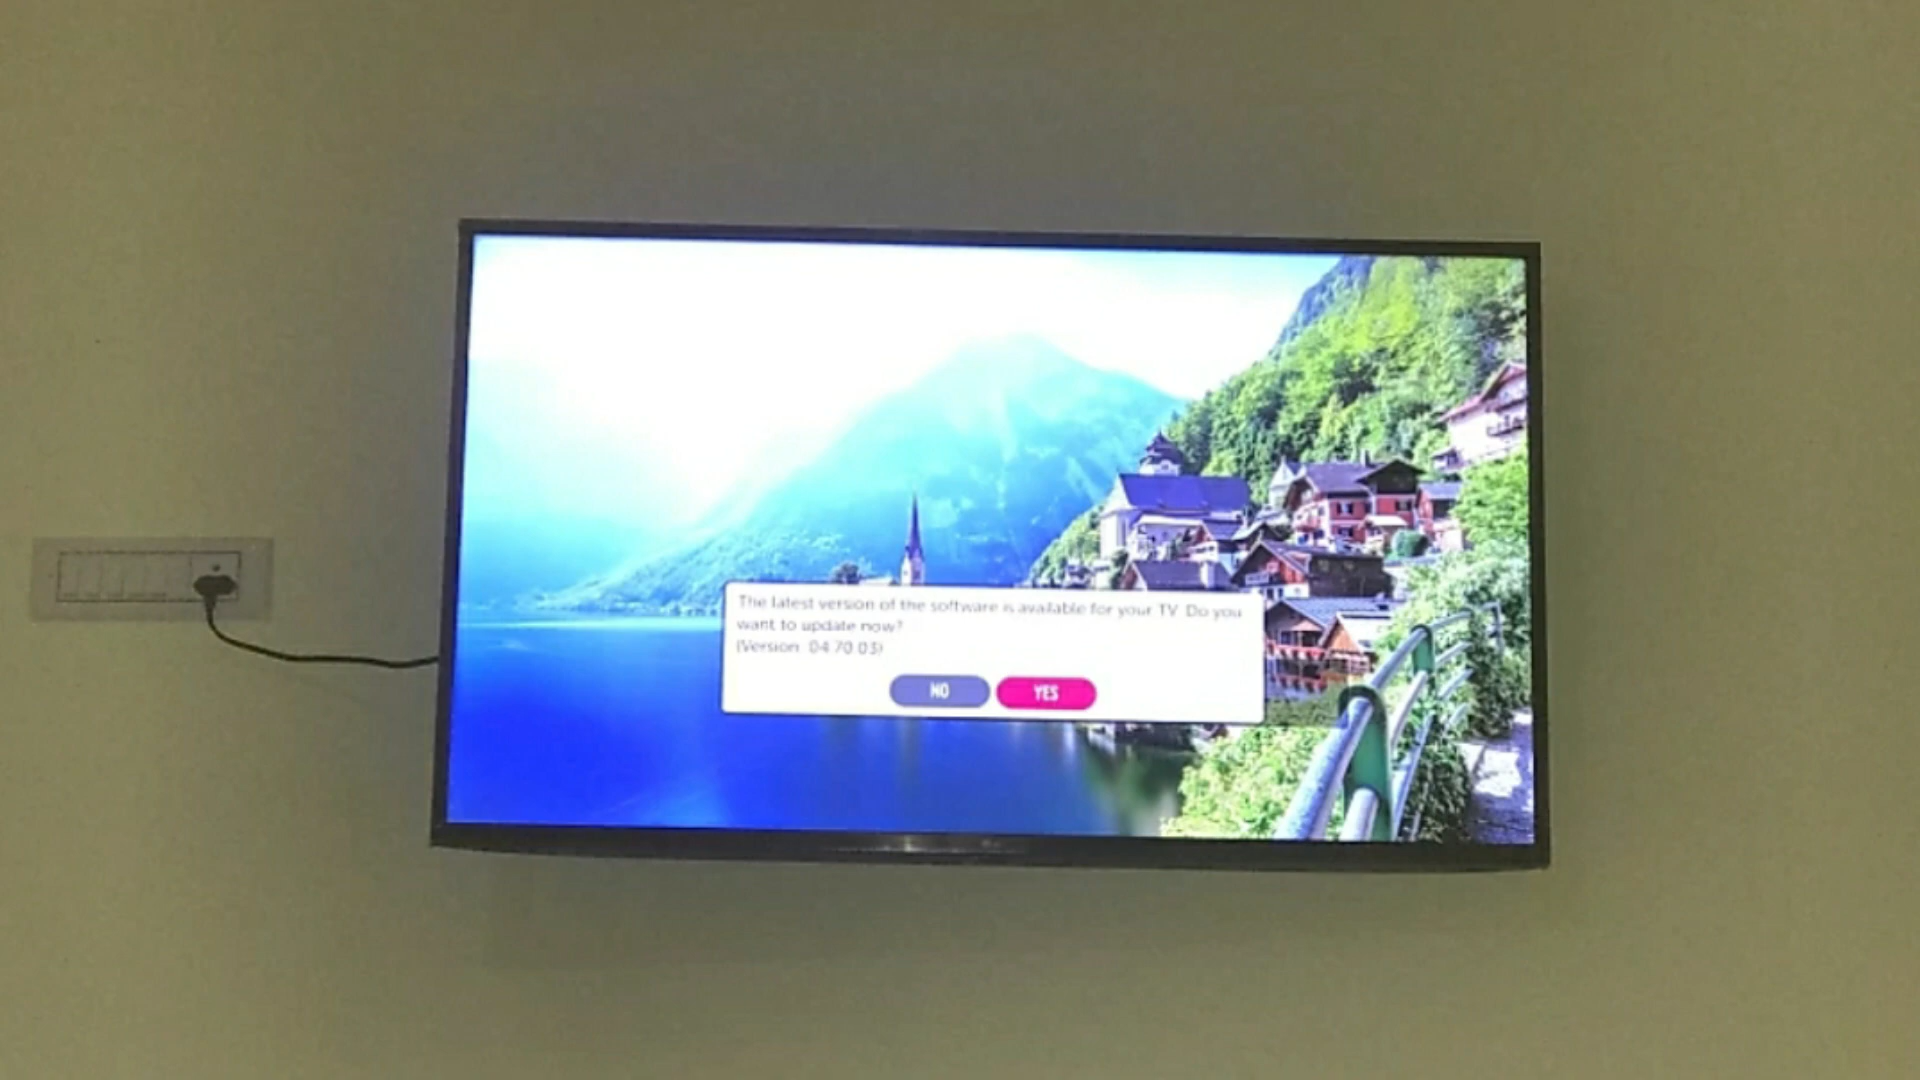 The latest version of the software is available for your TV. Do you
want to update now?
(Version : 04.70.03)
NO
YES